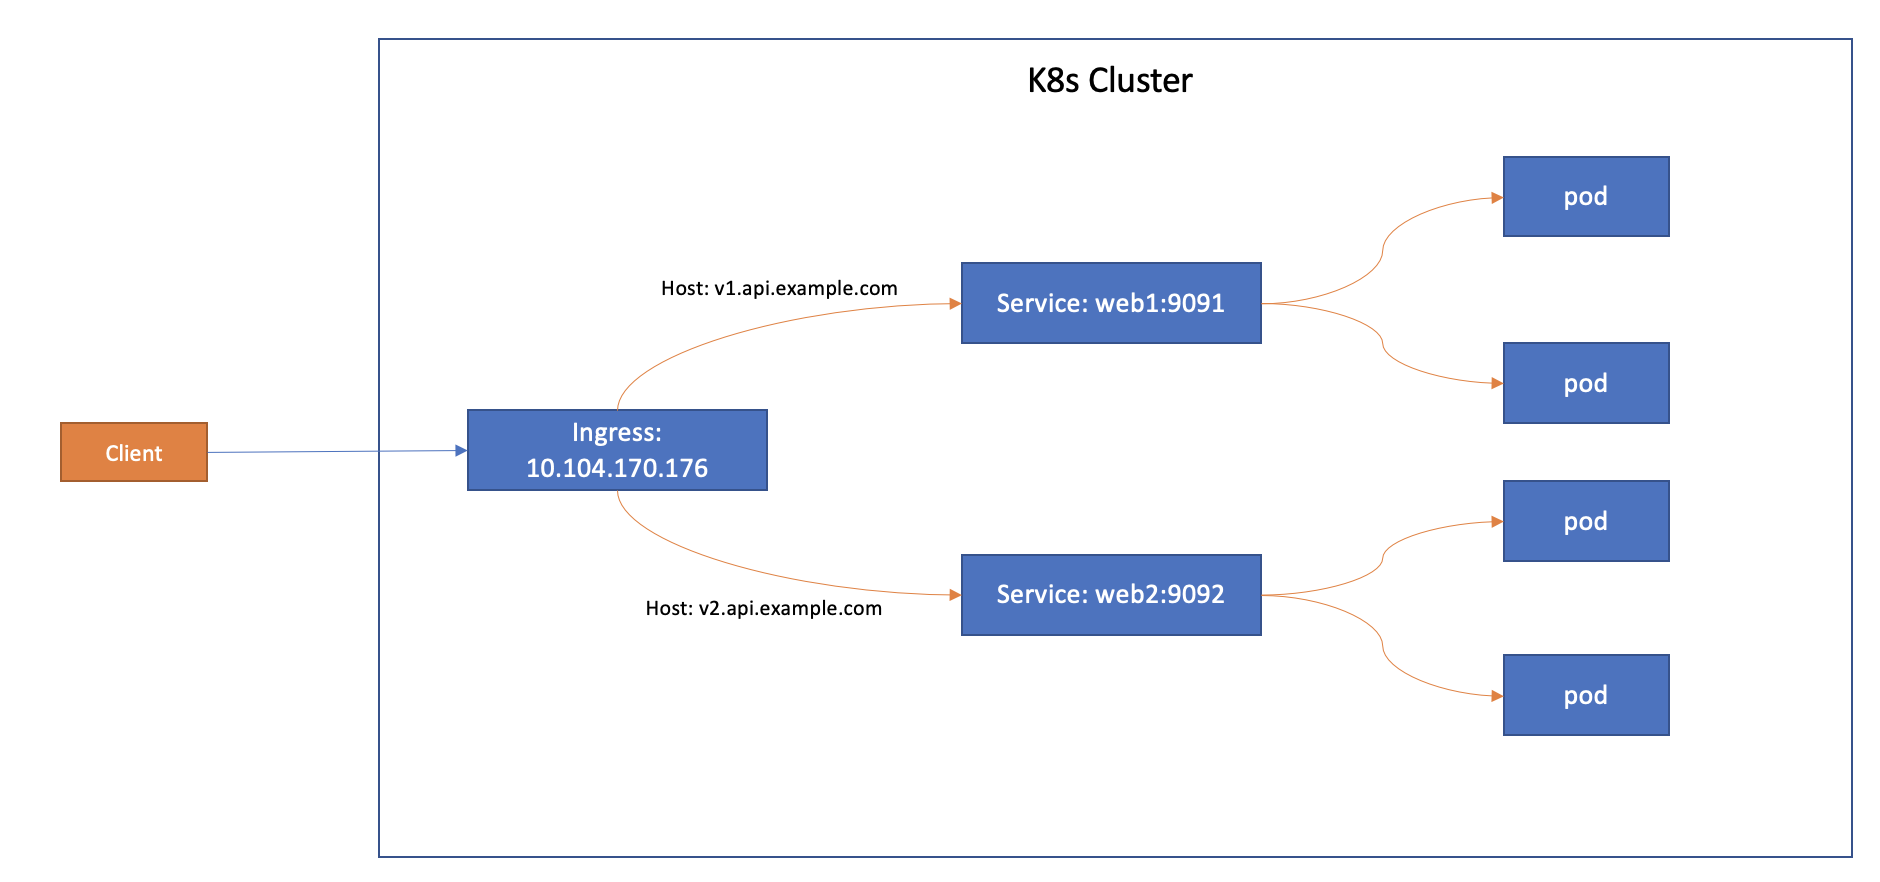 K8s Cluster
pod
Host: v1.api.example.com
Service: web1:9091
pod
Client
Ingress:
10.104.170.176
pod
Service: web2:9092
Host: v2.api.example.com
pod